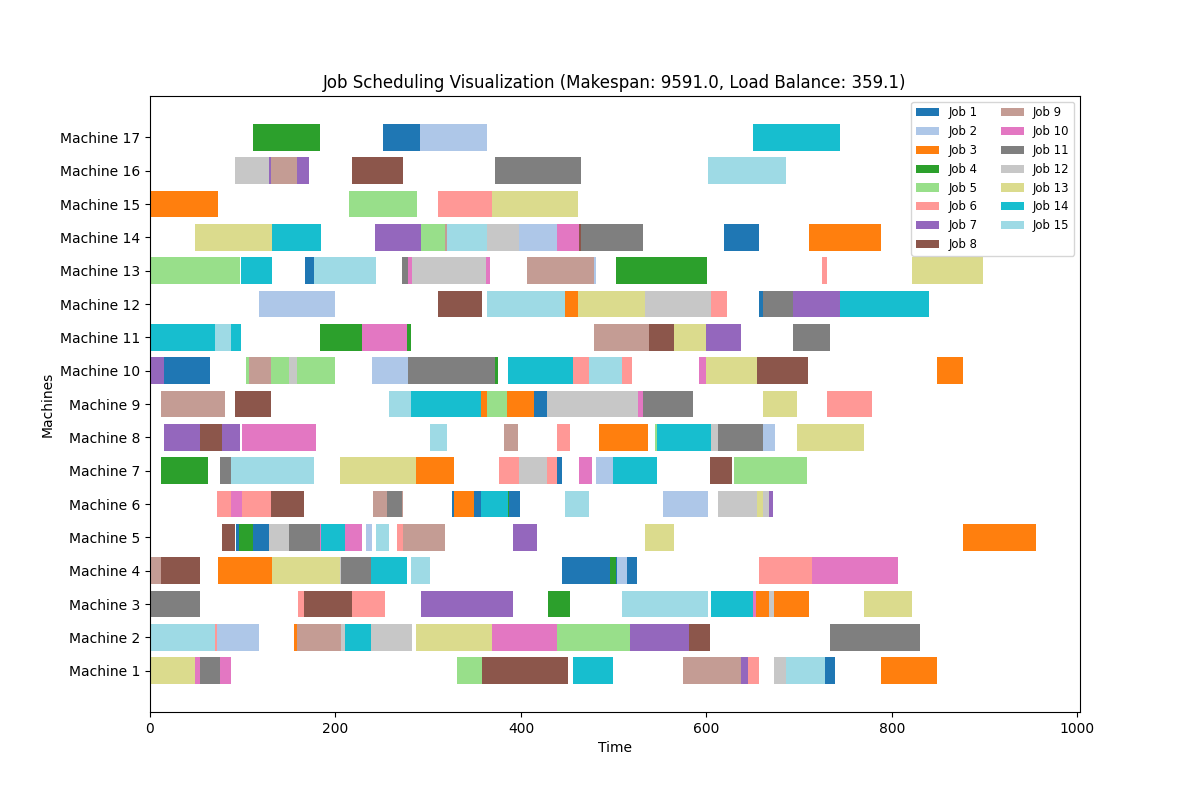 Job Scheduling Visualization (Makespan: 9591.0, Load Balance: 359.1)
Job 1
Job 2
Job 3
Job 4
Job 5
Job 6
Job 7
Job 8
Job 9
Job 10
Job 11
Job 12
Job 13
Job 14
Job 15
Machines
Machine 17
Machine 16
Machine 15
Machine 14
Machine 13
Machine 12
Machine 11
Machine 10
Machine 9
Machine 8
Machine 7
Machine 6
Machine 5
Machine 4
Machine 3
Machine 2
Machine 1
0 200 400 600 800 1000
Time